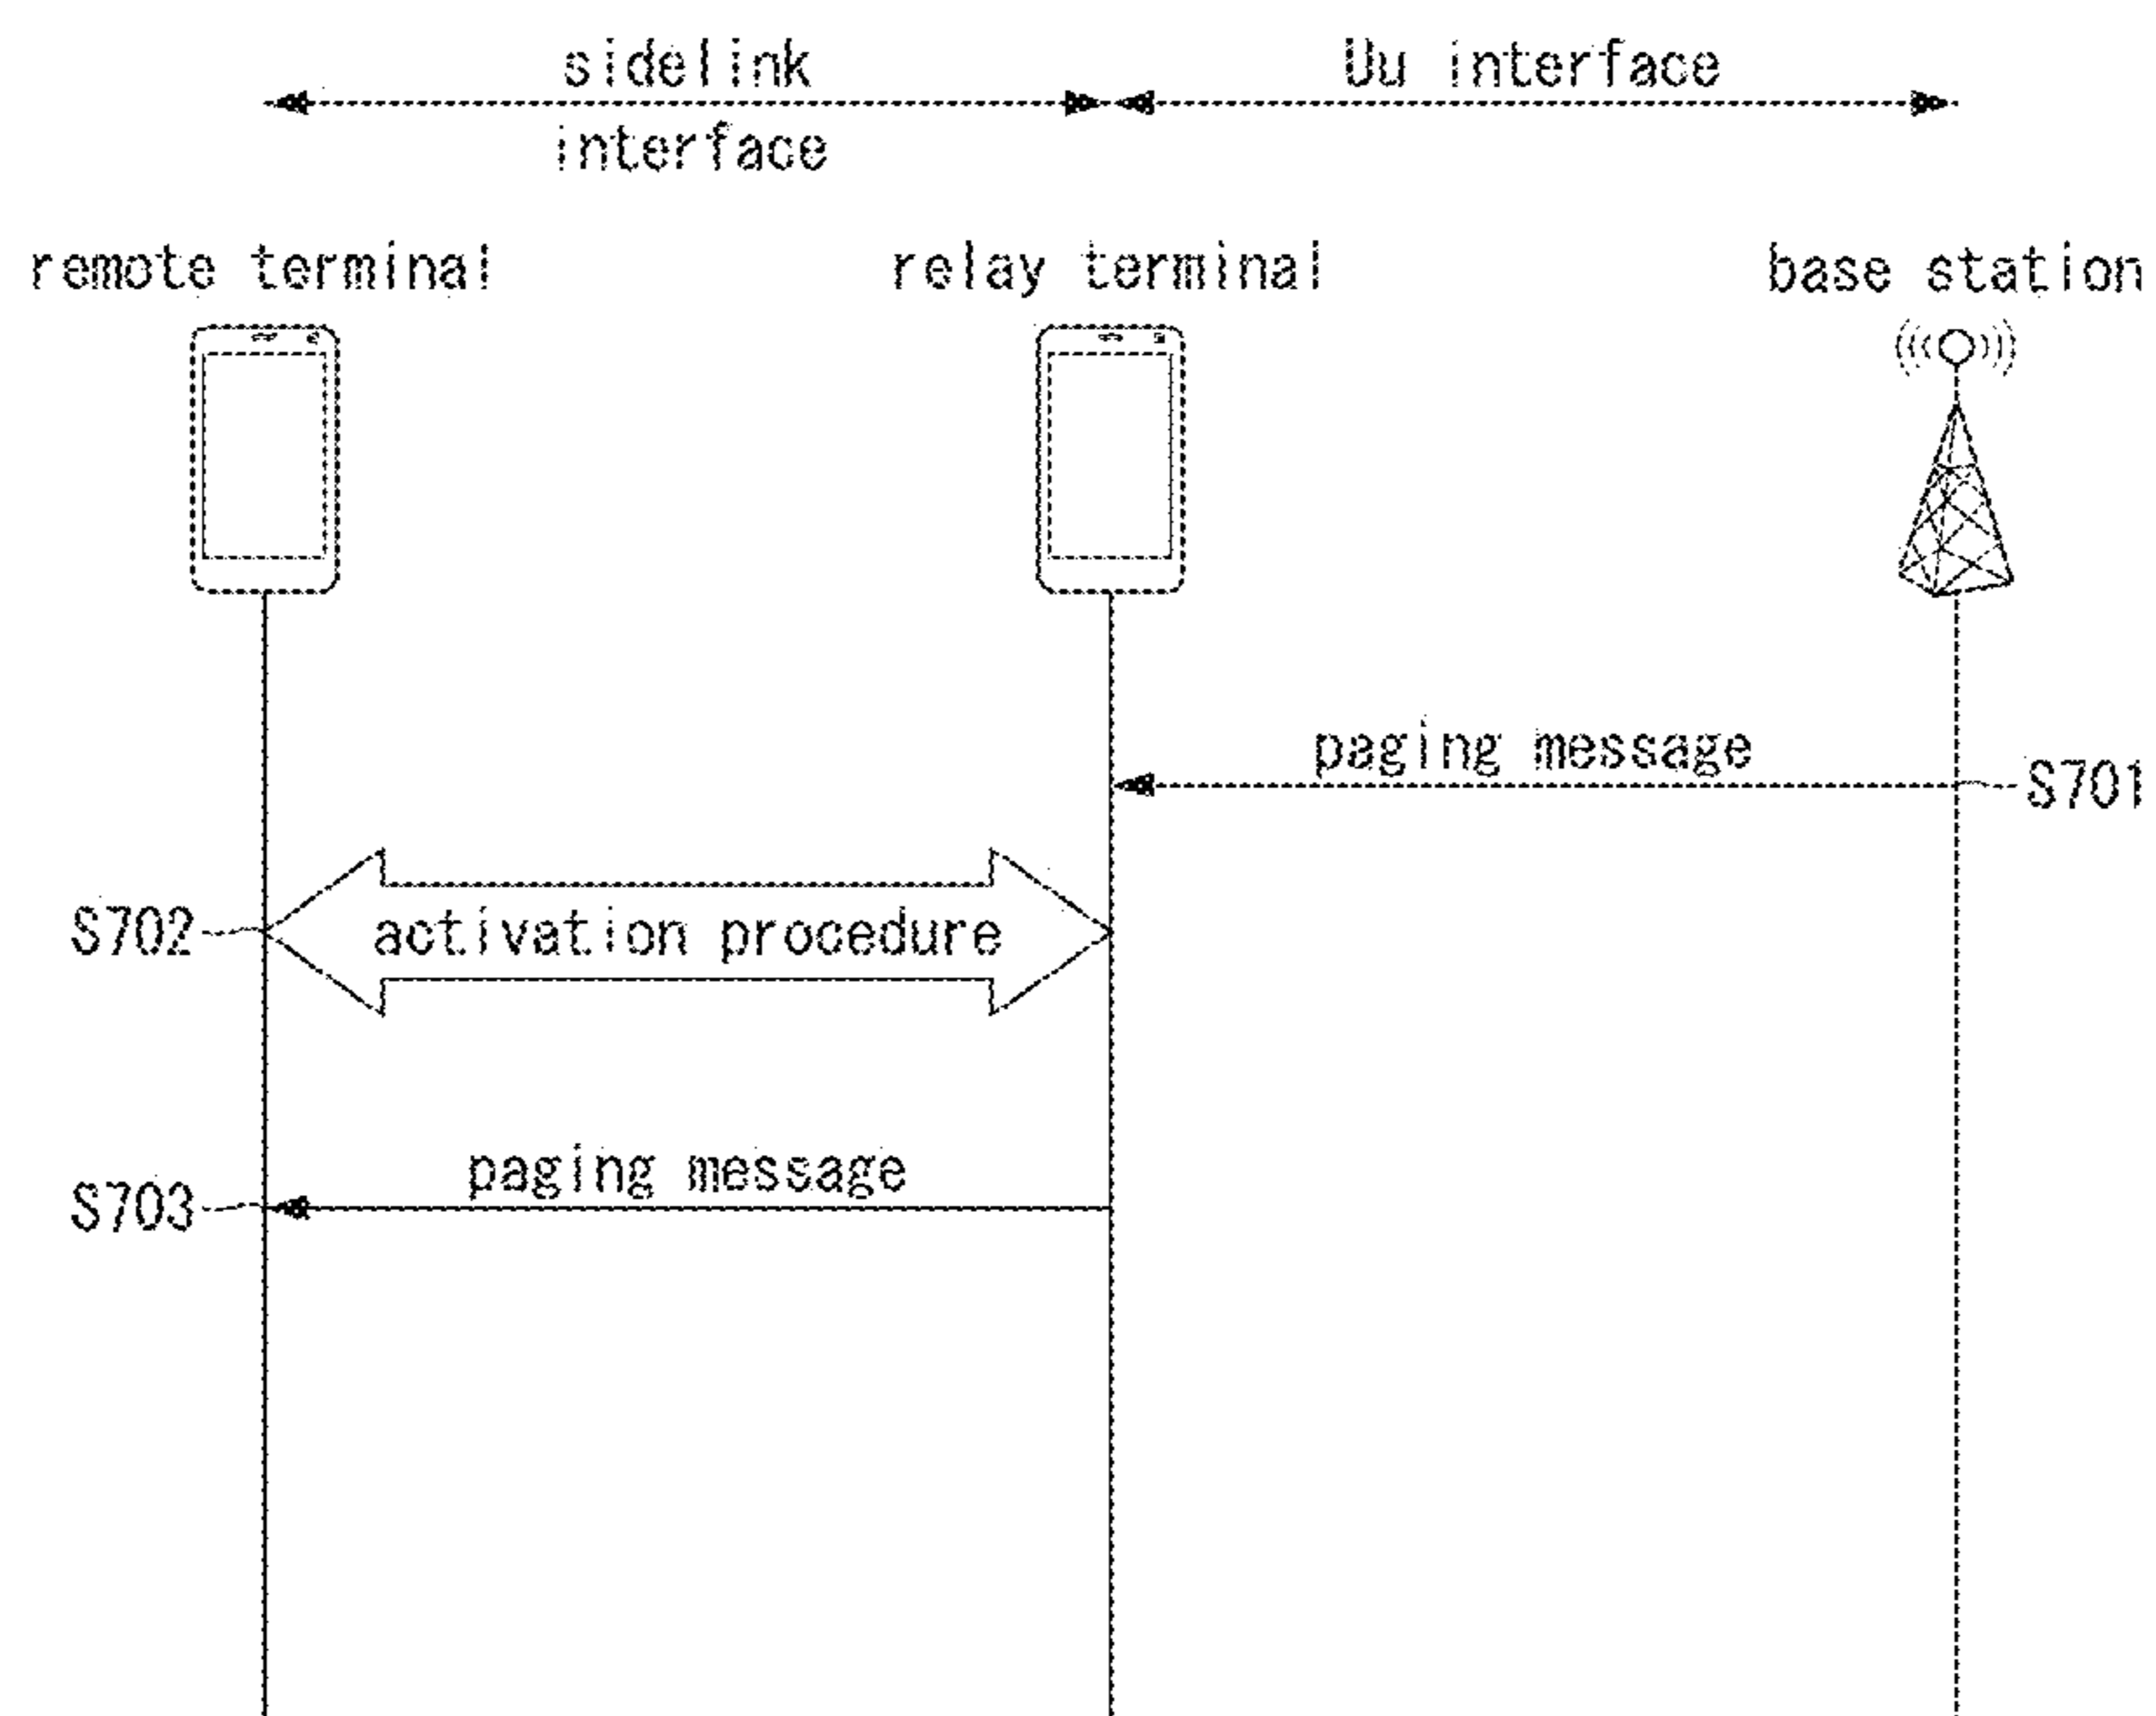 sidelink
interface
Uu interface
remote terminal
relay terminal
base station
paging message
S701
S702
activation procedure
paging message
S703